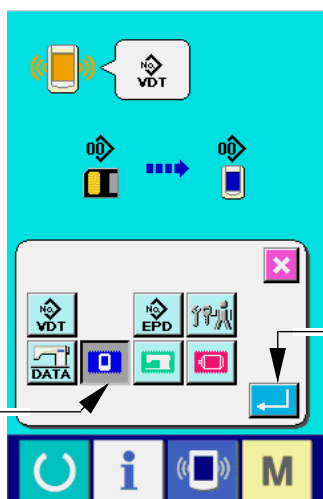 No.
VDT
00 00
No. No.
VDT EPD
DATA
i M